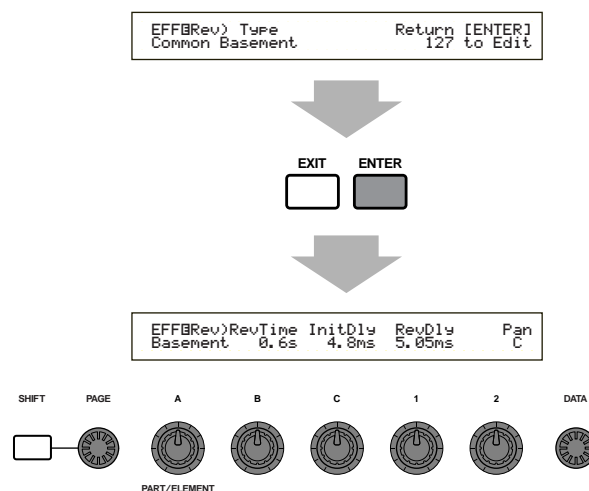 EFF Rev) Type Return [ENTER]
Common Basement 127 to Edit
EXIT ENTER
EFF Rev)RevTime InitDly RevDly Pan
Basement 0.6s 4.8ms 5.05ms C
SHIFT PAGE A B C 1 2 DATA
PART/ELEMENT